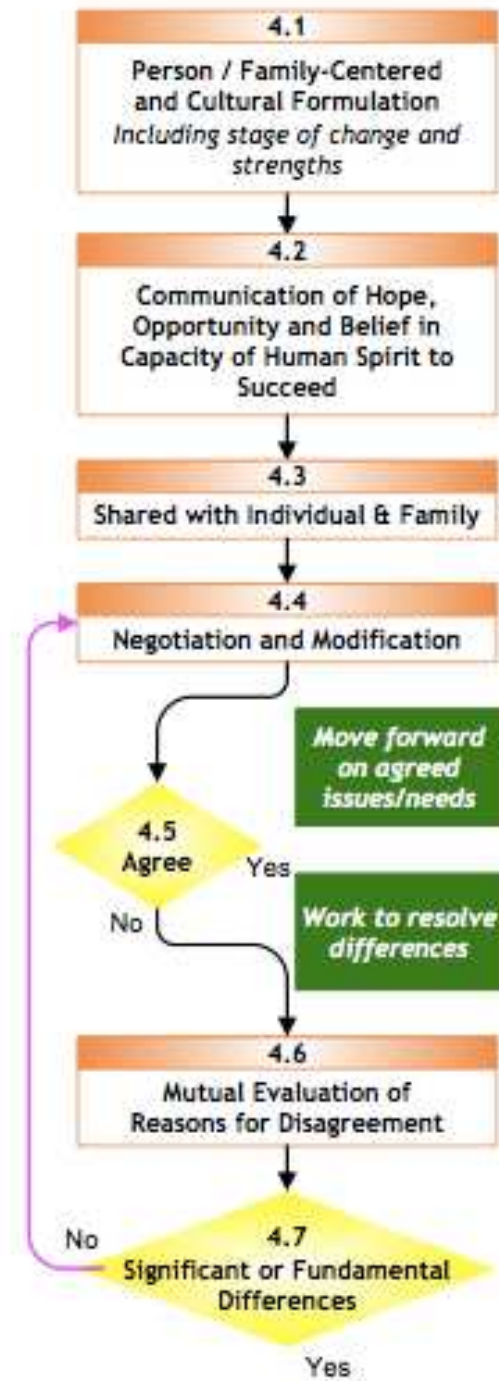 4.1
Person / Family-Centered
and Cultural Formulation
Including stage of change and
strengths
4.2
Communication of Hope,
Opportunity and Belief in
Capacity of Human Spirit to
Succeed
4.3
Shared with Individual & Family
4.4
Negotiation and Modification
Move forward
on agreed
issues/needs
4.5
Agree
Yes
No
Work to resolve
differences
4.6
Mutual Evaluation of
Reasons for Disagreement
No
4.7
Significant or Fundamental
Differences
Yes